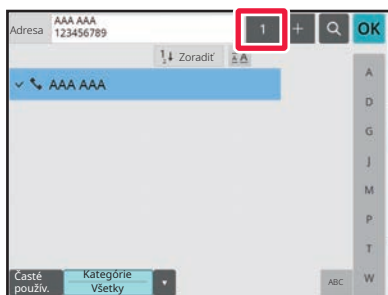 Adresa
AAA AAA
123456789
1
+
OK
Zoradiť
AAA AAA
A
D
G
J
M
P
T
W
Časté
použív.
Kategórie
Všetky
ABC